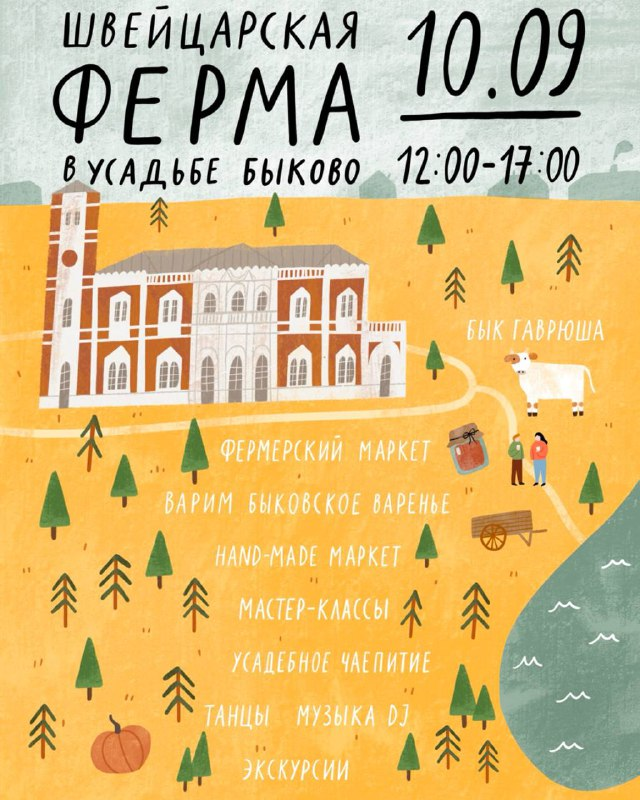 ШВЕЙЦАРСКАЯ
ФЕРМА
В УСАДЬБЕ БЫКОВО
10.09
12:00-17:00
БЫК ГАВРЮША
ФЕРМЕРСКИЙ МАРКЕТ
ВАРИМ БЫКОВСКОЕ ВАРЕНЬЕ
HAND-MADE МАРКЕТ
МАСТЕР-КЛАССЫ
УСАДЕБНОЕ ЧАЕПИТИЕ
ТАНЦЫ МУЗЫКА DJ
ЭКСКУРСИИ